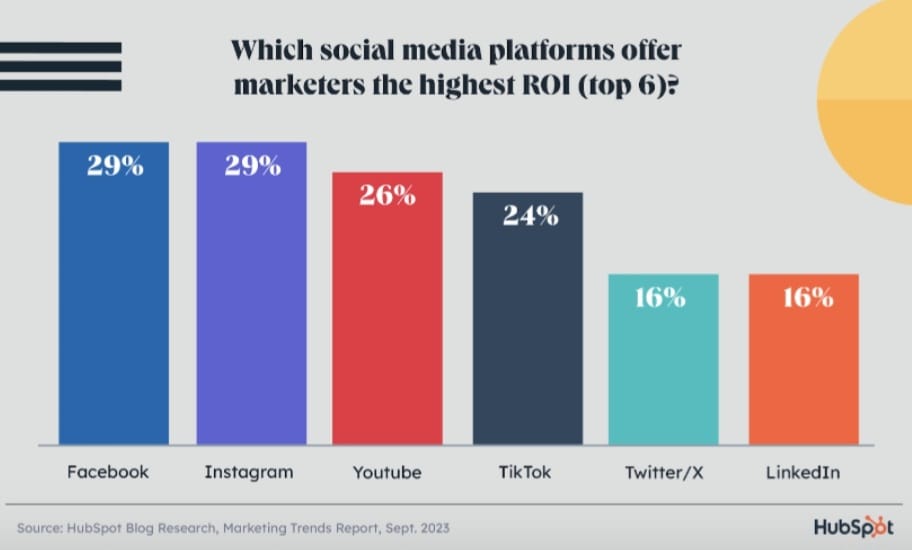 Which social media platforms offer
marketers the highest ROI (top 6)?
29%
29%
26%
24%
16%
16%
Facebook
Instagram
Youtube
TikTok
Twitter/X
LinkedIn
Source: HubSpot Blog Research, Marketing Trends Report, Sept. 2023
HubSpot